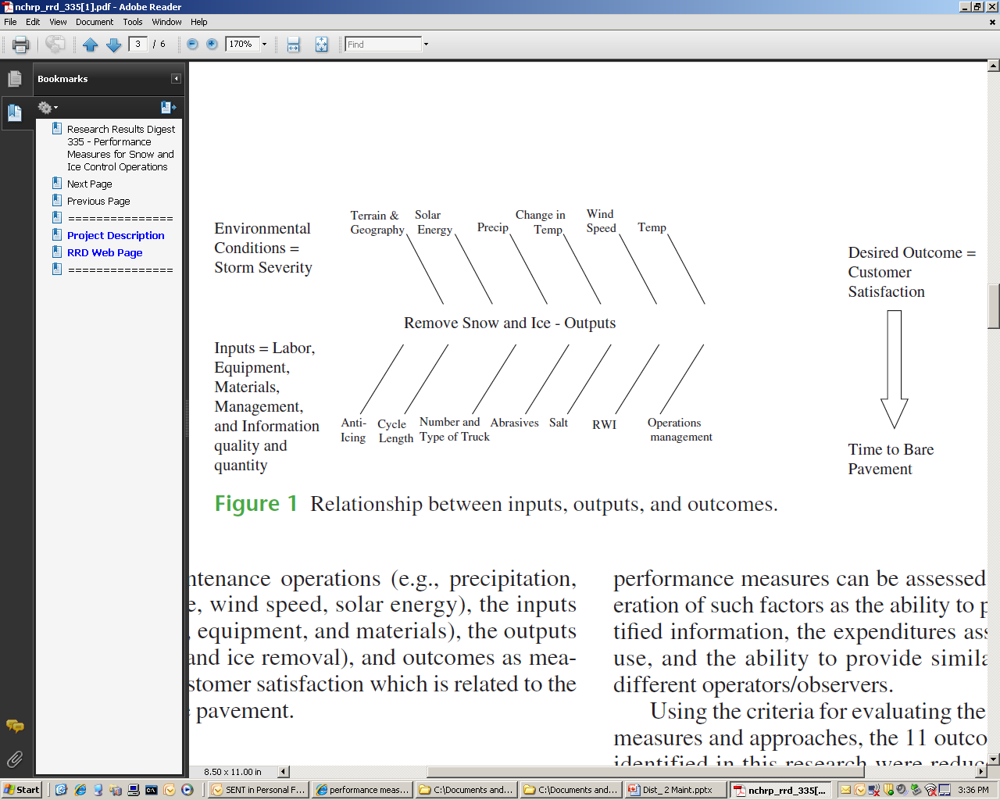 nchrp_rrd_335[1].pdf - Adobe Reader
File Edit View Document Tools Window Help
3 / 6 170% Find
Bookmarks
Research Results Digest
335 - Performance
Measures for Snow and
Ice Control Operations
Next Page
Previous Page
===============
Project Description
RRD Web Page
===============
Environmental
Conditions =
Storm Severity
Terrain &
Geography
Solar
Energy
Precip
Change in
Temp
Wind
Speed
Temp
Desired Outcome =
Customer
Satisfaction
Remove Snow and Ice - Outputs
Inputs = Labor,
Equipment,
Materials,
Management,
and Information
quality and
quantity
Anti-
Icing
Cycle
Length
Number and
Type of Truck
Abrasives
Salt
RWI
Operations
management
Time to Bare
Pavement
Figure 1 Relationship between inputs, outputs, and outcomes.
ntenance operations (e.g., precipitation,
e, wind speed, solar energy), the inputs
, equipment, and materials), the outputs
and ice removal), and outcomes as mea-
stomer satisfaction which is related to the
pavement.
performance measures can be assessed
eration of such factors as the ability to p
tified information, the expenditures ass
use, and the ability to provide simila
different operators/observers.
Using the criteria for evaluating the
measures and approaches, the 11 outco
identified in this research were reduc
8.50 x 11.00 in
Start SENT in Personal F... performance meas... C:\Documents and... C:\Documents and... Dist_ 2 Maint.pptx nchrp_rrd_335[... 3:36 PM